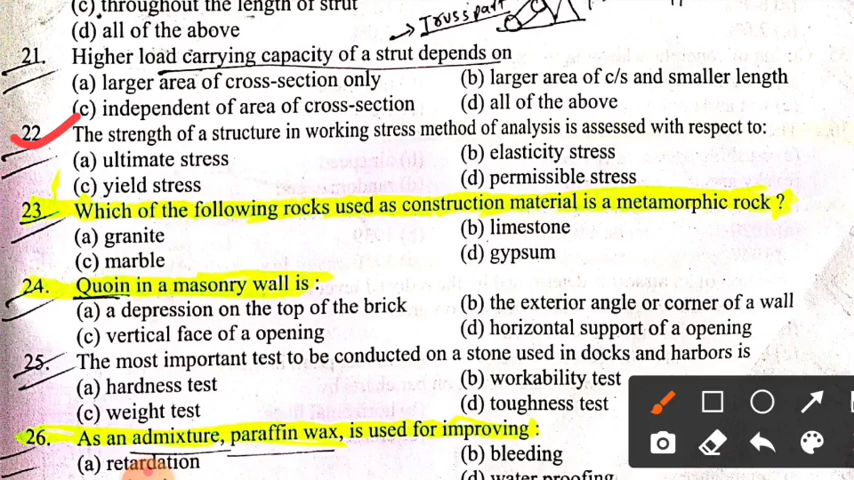 (c) throughout the length of strut
Truss part
(d) all of the above
21. Higher load carrying capacity of a strut depends on
(a) larger area of cross-section only (b) larger area of c/s and smaller length
(c) independent of area of cross-section (d) all of the above
22 The strength of a structure in working stress method of analysis is assessed with respect to:
(a) ultimate stress (b) elasticity stress
(c) yield stress (d) permissible stress
23. Which of the following rocks used as construction material is a metamorphic rock ?
(a) granite (b) limestone
(c) marble (d) gypsum
24. Quoin in a masonry wall is :
(a) a depression on the top of the brick (b) the exterior angle or corner of a wall
(c) vertical face of a opening (d) horizontal support of a opening
25. The most important test to be conducted on a stone used in docks and harbors is
(a) hardness test (b) workability test
(c) weight test (d) toughness test
26. As an admixture, paraffin wax, is used for improving :
(a) retardation (b) bleeding
(d) water proofing